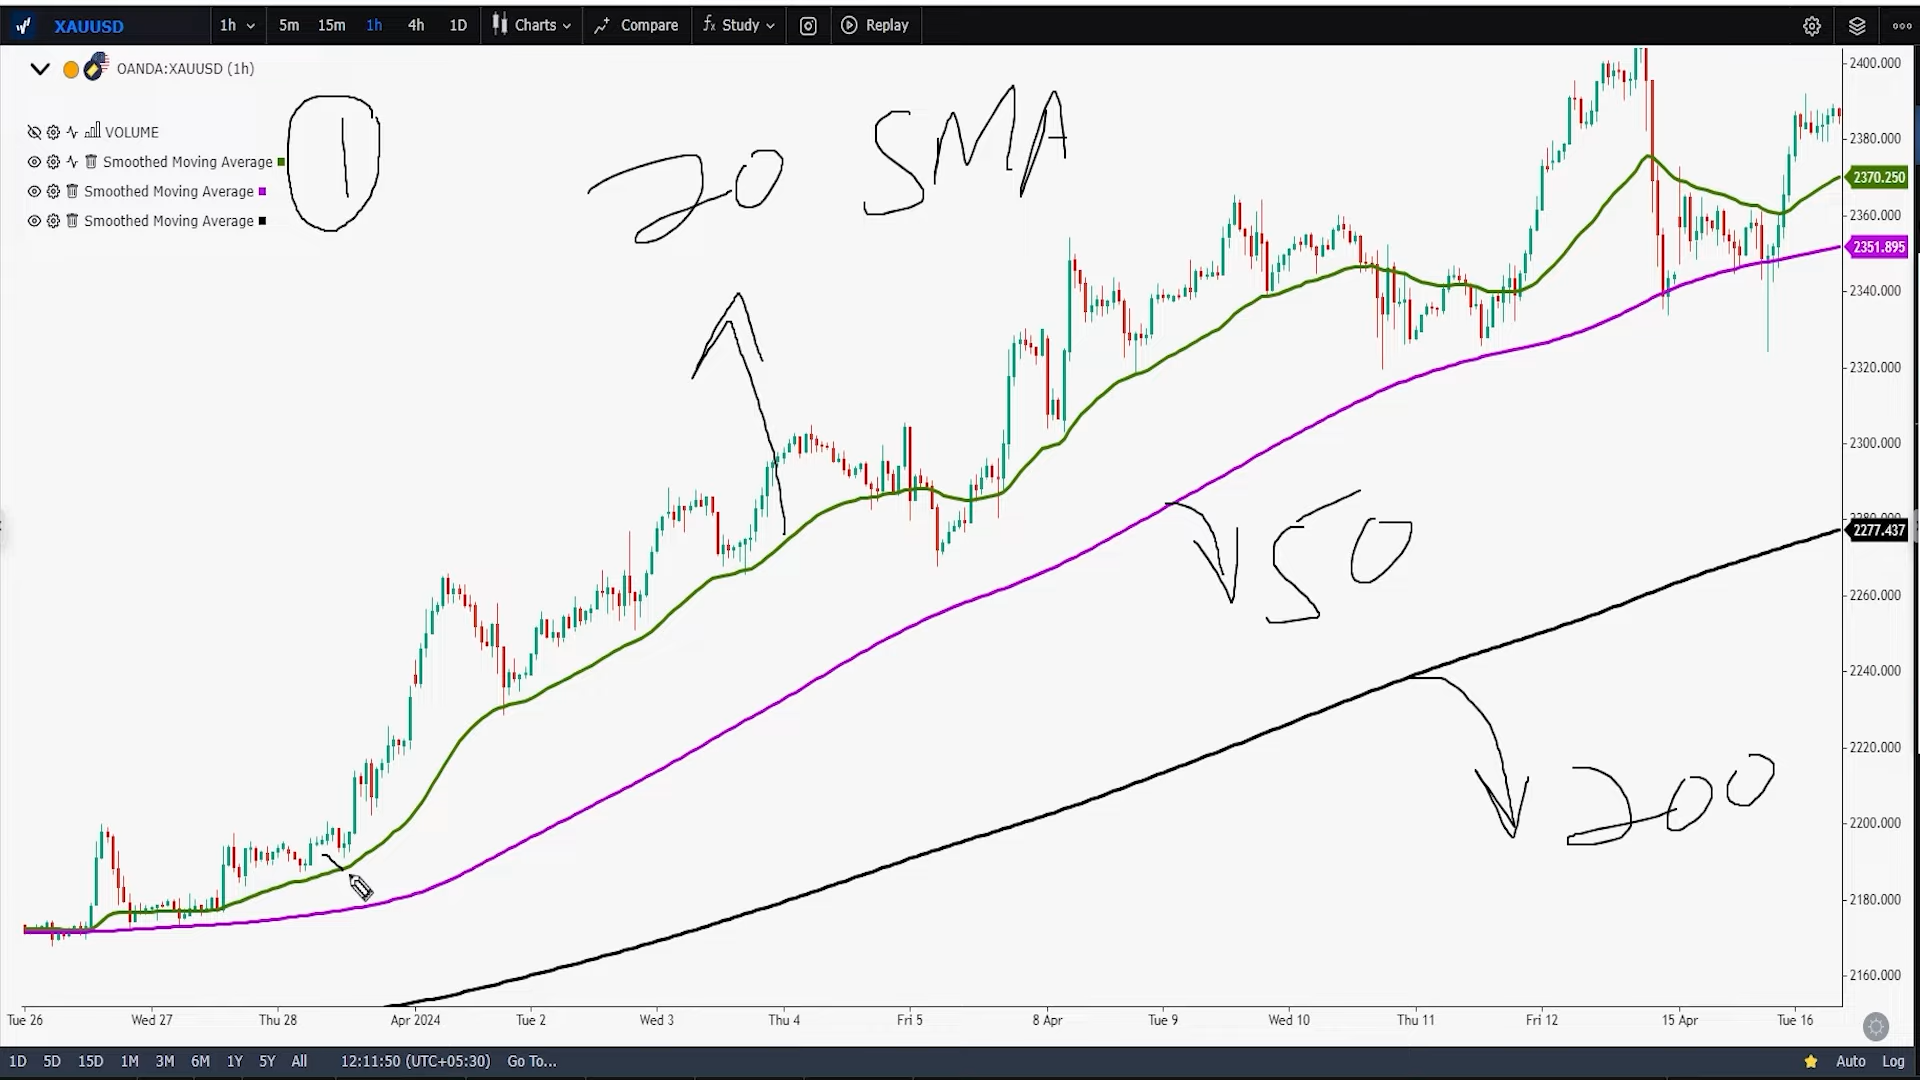 XAUUSD 1h 5m 15m 1h 4h 1D Charts Compare fx Study Replay
OANDA:XAUUSD (1h)
VOLUME
Smoothed Moving Average
Smoothed Moving Average
Smoothed Moving Average
1
20 SMA
50
200
2400.000
2380.000
2370.250
2360.000
2351.895
2340.000
2320.000
2300.000
2277.437
2260.000
2240.000
2220.000
2200.000
2180.000
2160.000
Tue 26 Wed 27 Thu 28 Apr 2024 Tue 2 Wed 3 Thu 4 Fri 5 8 Apr Tue 9 Wed 10 Thu 11 Fri 12 15 Apr Tue 16
1D 5D 15D 1M 3M 6M 1Y 5Y All 12:11:50 (UTC+05:30) Go To... Auto Log